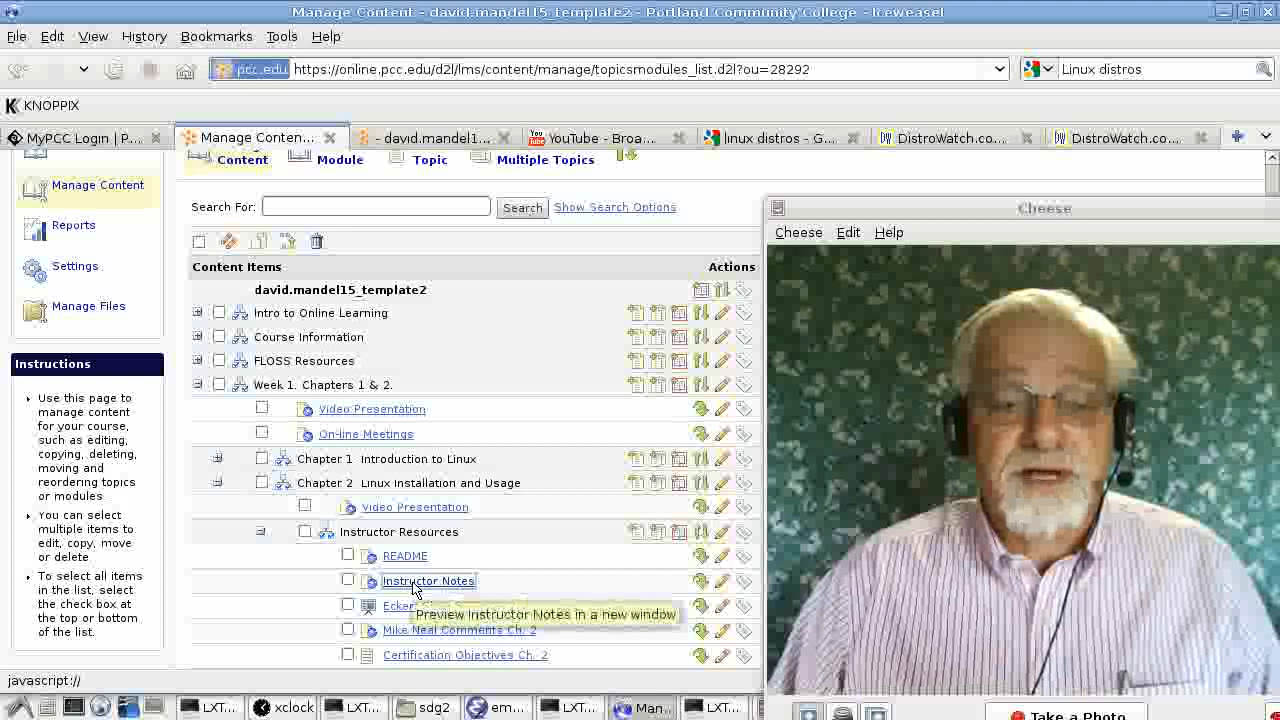 Manage Content - david.mandel15_template2 - Portland Community College - Iceweasel
File Edit View History Bookmarks Tools Help
pcc.edu https://online.pcc.edu/d2l/lms/content/manage/topicsmodules_list.d2l?ou=28292 Linux distros
KNOPPIX
MyPCC Login | P... Manage Conten... - david.mandel1... YouTube - Broa... linux distros - G... DistroWatch.co... DistroWatch.co...
Content Module Topic Multiple Topics
Manage Content
Reports
Settings
Manage Files
Instructions
Use this page to
manage content
for your course,
such as editing,
copying, deleting,
moving and
reordering topics
or modules
You can select
multiple items to
edit, copy, move
or delete
To select all items
in the list, select
the check box at
the top or bottom
of the list.
Search For: Search Show Search Options
Content Items Actions
david.mandel15_template2
Intro to Online Learning
Course Information
FLOSS Resources
Week 1. Chapters 1 & 2.
Video Presentation
On-line Meetings
Chapter 1 Introduction to Linux
Chapter 2 Linux Installation and Usage
Video Presentation
Instructor Resources
README
Instructor Notes
Ecker
Preview Instructor Notes in a new window
Mike Neal Comments Ch. 2
Certification Objectives Ch. 2
Cheese
Cheese Edit Help
Take a Photo
javascript://
LXT... xclock LXT... sdg2 em... LXT... Man... LXT...